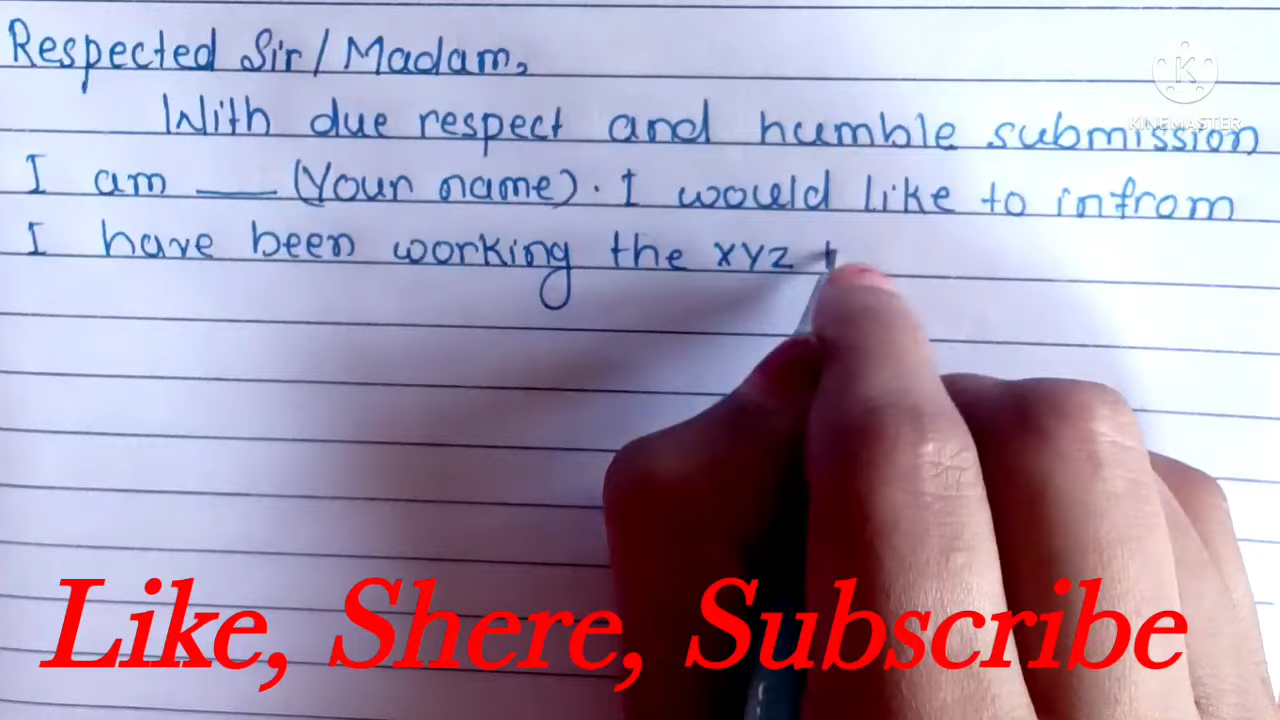 Respected Sir/Madam,
With due respect and humble submission
I am ___ (Your name). I would like to infrom
I have been working the XYZ
Like, Shere, Subscribe
K
KINEMASTER